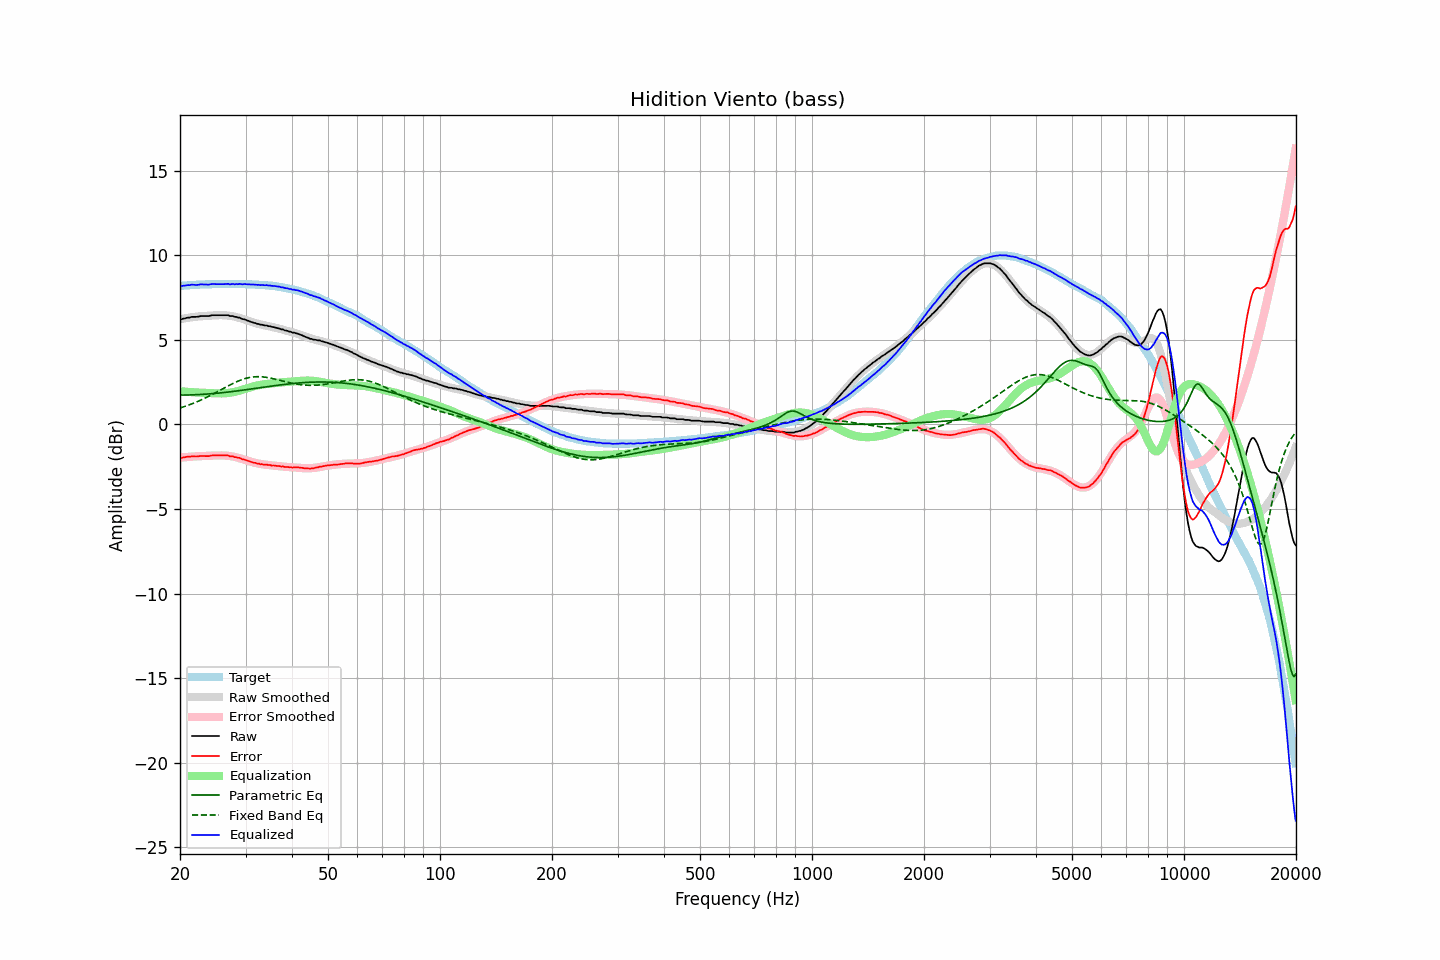 Hidition Viento (bass)
Amplitude (dBr)
15
10
5
0
−5
−10
−15
−20
−25
Target
Raw Smoothed
Error Smoothed
Raw
Error
Equalization
Parametric Eq
Fixed Band Eq
Equalized
20 50 100 200 500 1000 2000 5000 10000 20000
Frequency (Hz)